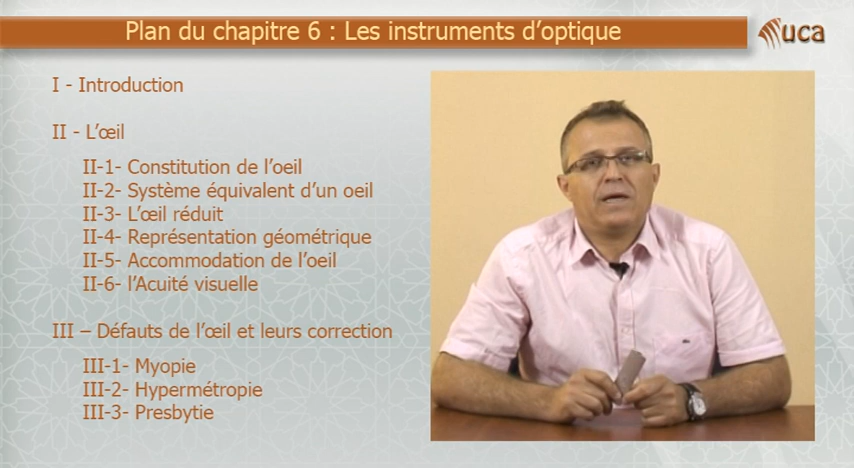 Plan du chapitre 6 : Les instruments d’optique
uca
I - Introduction
II - L’œil
II-1- Constitution de l’oeil
II-2- Système équivalent d’un oeil
II-3- L’œil réduit
II-4- Représentation géométrique
II-5- Accommodation de l’oeil
II-6- l’Acuité visuelle
III – Défauts de l’œil et leurs correction
III-1- Myopie
III-2- Hypermétropie
III-3- Presbytie